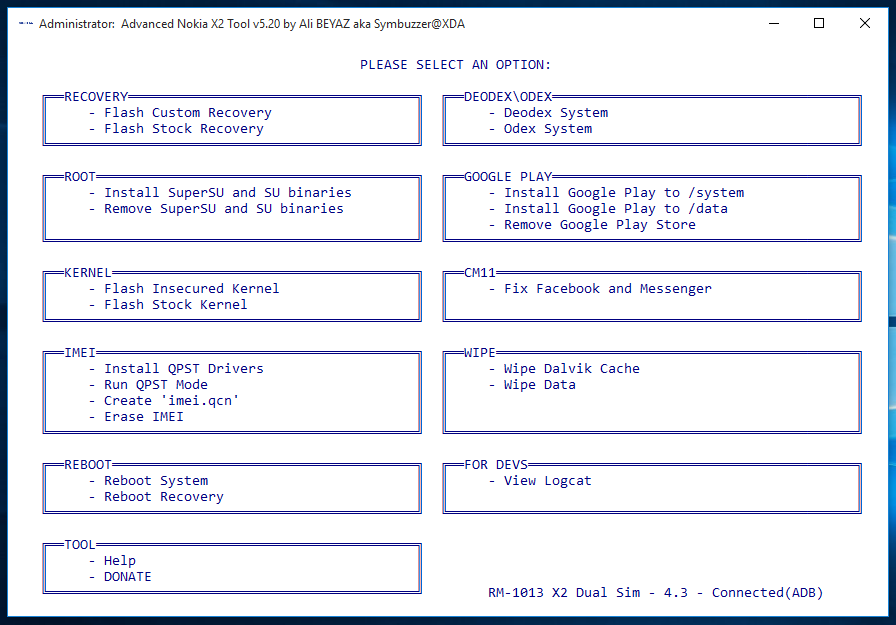 Administrator: Advanced Nokia X2 Tool v5.20 by Ali BEYAZ aka Symbuzzer@XDA
PLEASE SELECT AN OPTION:
RECOVERY
- Flash Custom Recovery
- Flash Stock Recovery
DEODEX\ODEX
- Deodex System
- Odex System
ROOT
- Install SuperSU and SU binaries
- Remove SuperSU and SU binaries
GOOGLE PLAY
- Install Google Play to /system
- Install Google Play to /data
- Remove Google Play Store
KERNEL
- Flash Insecured Kernel
- Flash Stock Kernel
CM11
- Fix Facebook and Messenger
IMEI
- Install QPST Drivers
- Run QPST Mode
- Create 'imei.qcn'
- Erase IMEI
WIPE
- Wipe Dalvik Cache
- Wipe Data
REBOOT
- Reboot System
- Reboot Recovery
FOR DEVS
- View Logcat
TOOL
- Help
- DONATE
RM-1013 X2 Dual Sim - 4.3 - Connected(ADB)